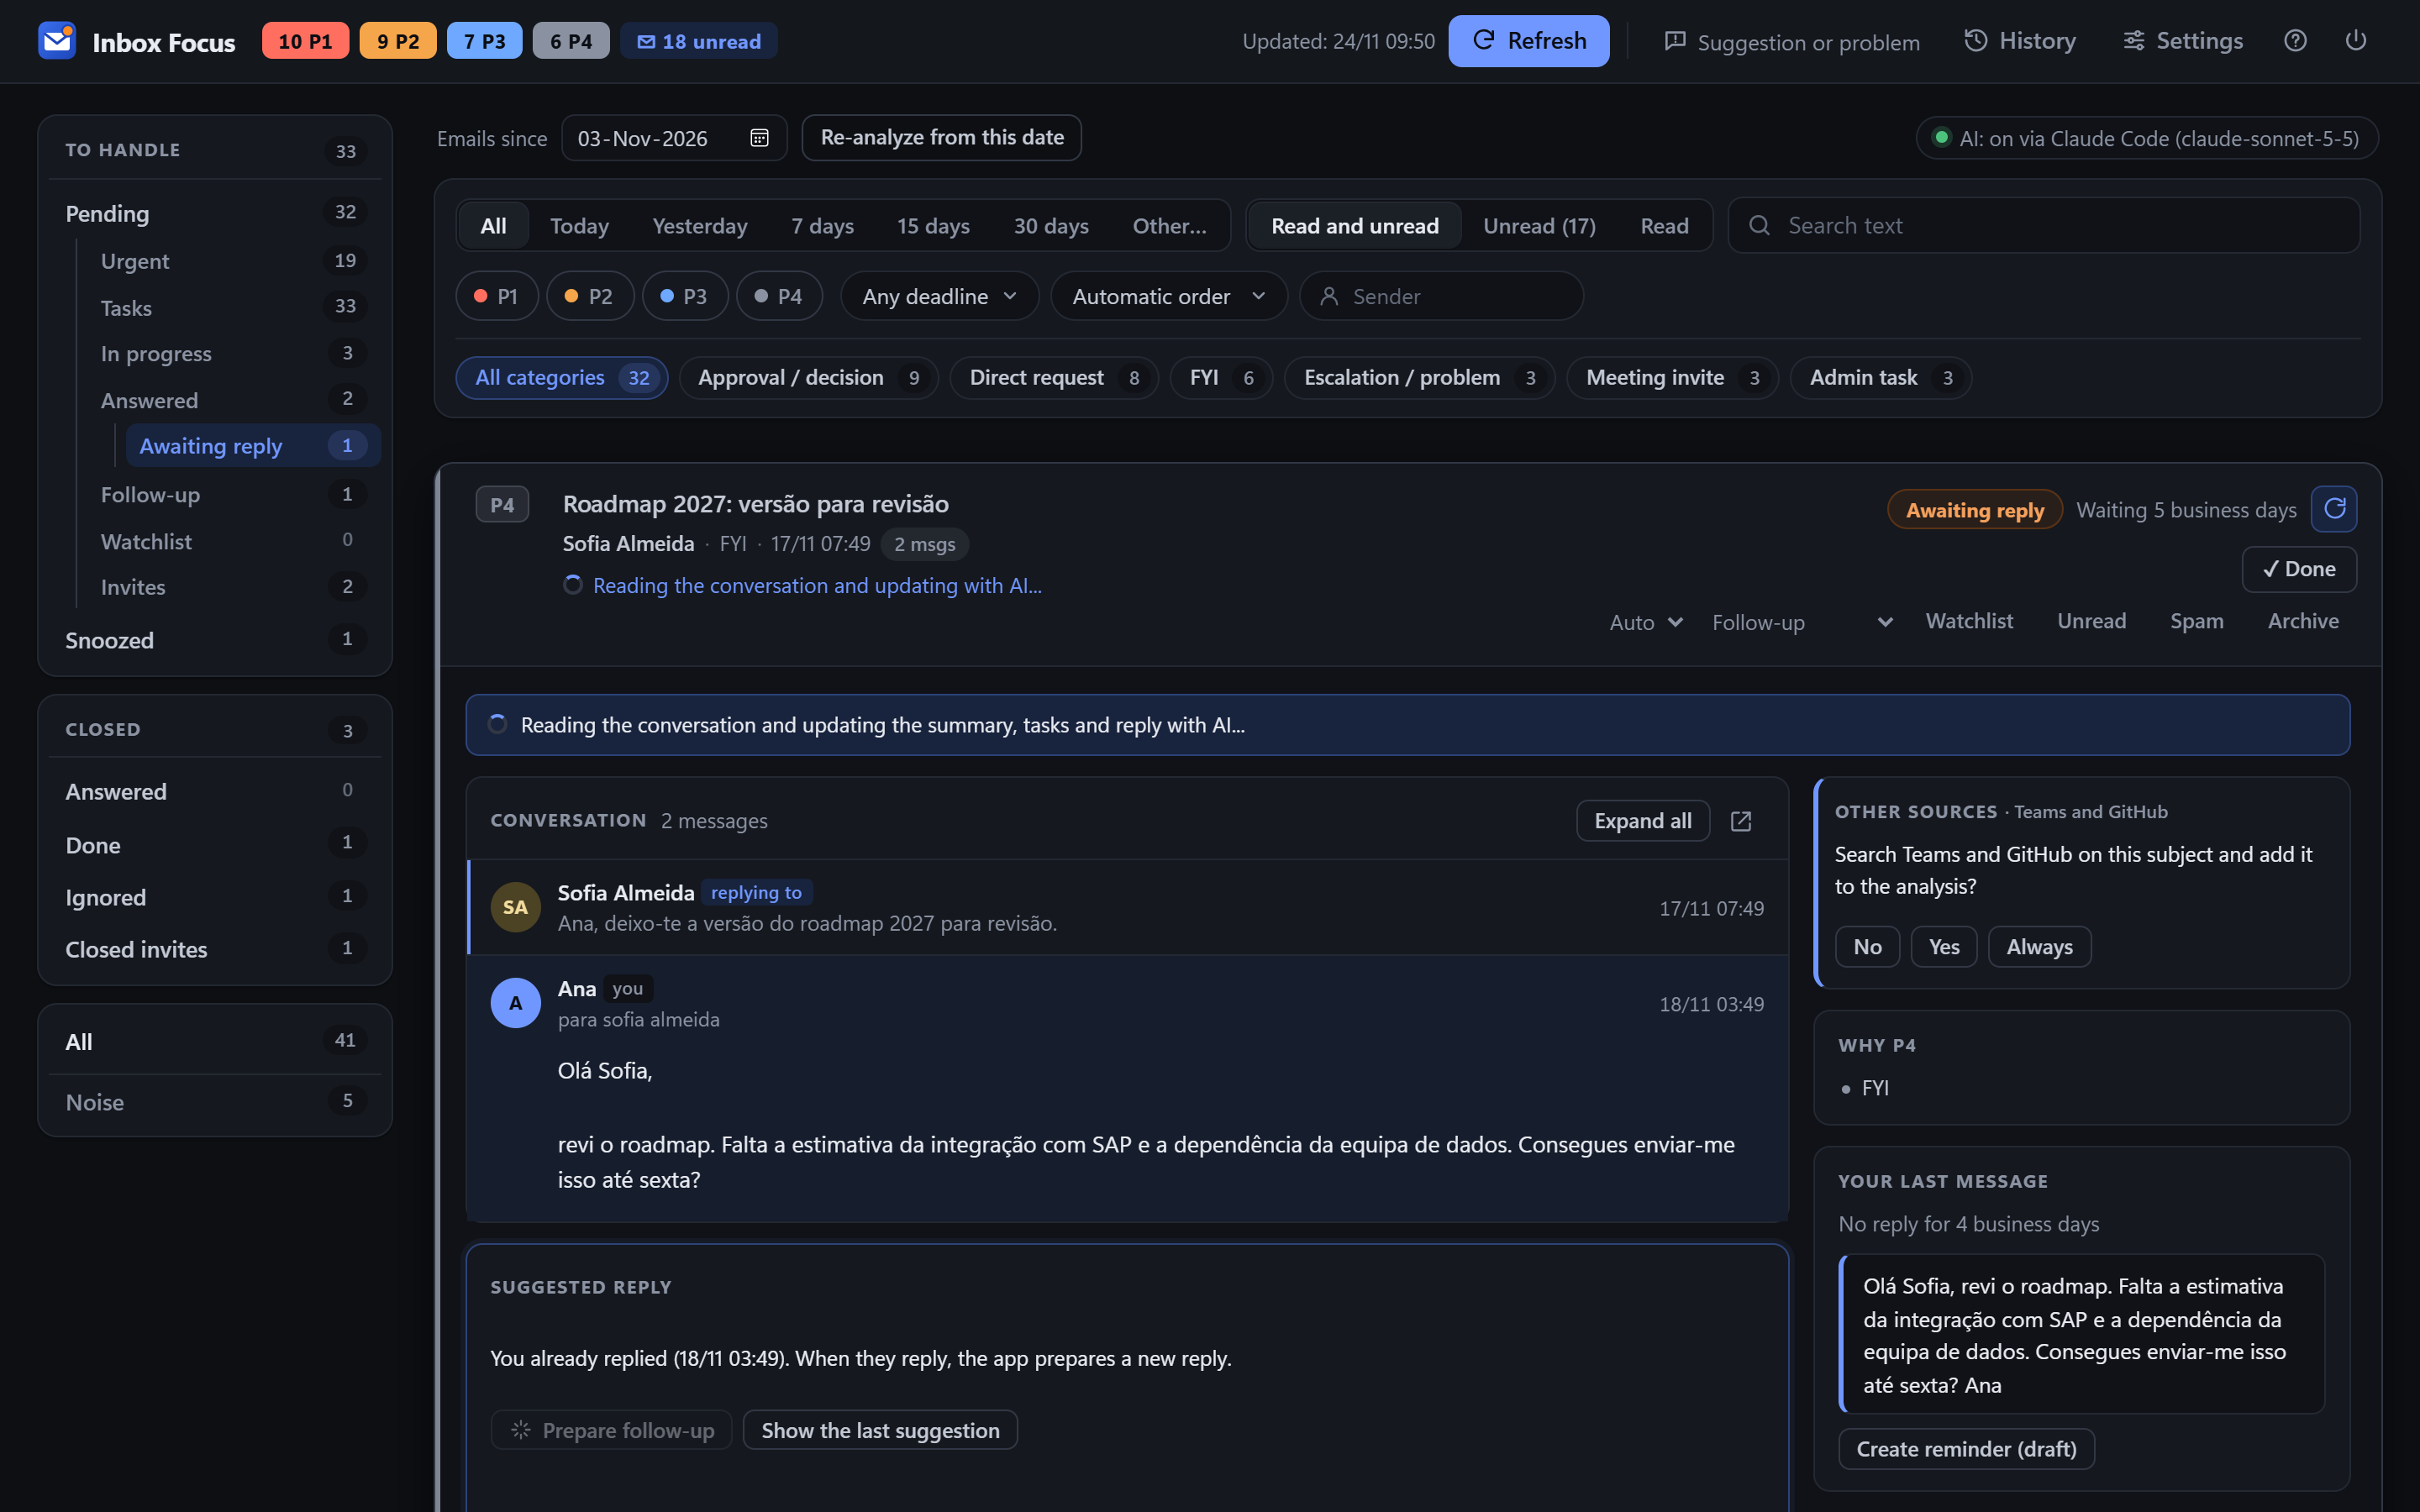 Inbox Focus
10 P1
9 P2
7 P3
6 P4
18 unread
Updated: 24/11 09:50
Refresh
Suggestion or problem
History
Settings
TO HANDLE 33
Pending 32
Urgent 19
Tasks 33
In progress 3
Answered 2
Awaiting reply 1
Follow-up 1
Watchlist 0
Invites 2
Snoozed 1
CLOSED 3
Answered 0
Done 1
Ignored 1
Closed invites 1
All 41
Noise 5
Emails since 03-Nov-2026 Re-analyze from this date
AI: on via Claude Code (claude-sonnet-5-5)
All Today Yesterday 7 days 15 days 30 days Other...
Read and unread Unread (17) Read
Search text
P1 P2 P3 P4 Any deadline Automatic order Sender
All categories 32 Approval / decision 9 Direct request 8 FYI 6 Escalation / problem 3 Meeting invite 3 Admin task 3
P4 Roadmap 2027: versão para revisão
Sofia Almeida · FYI · 17/11 07:49 2 msgs
Reading the conversation and updating with AI...
Awaiting reply Waiting 5 business days
✓ Done
Auto Follow-up Watchlist Unread Spam Archive
Reading the conversation and updating the summary, tasks and reply with AI...
CONVERSATION 2 messages Expand all
SA Sofia Almeida replying to
17/11 07:49
Ana, deixo-te a versão do roadmap 2027 para revisão.
A Ana you
18/11 03:49
para sofia almeida
Olá Sofia,
revi o roadmap. Falta a estimativa da integração com SAP e a dependência da equipa de dados. Consegues enviar-me
isso até sexta?
SUGGESTED REPLY
You already replied (18/11 03:49). When they reply, the app prepares a new reply.
Prepare follow-up Show the last suggestion
OTHER SOURCES · Teams and GitHub
Search Teams and GitHub on this subject and add it
to the analysis?
No Yes Always
WHY P4
• FYI
YOUR LAST MESSAGE
No reply for 4 business days
Olá Sofia, revi o roadmap. Falta a estimativa
da integração com SAP e a dependência da
equipa de dados. Consegues enviar-me isso
até sexta? Ana
Create reminder (draft)